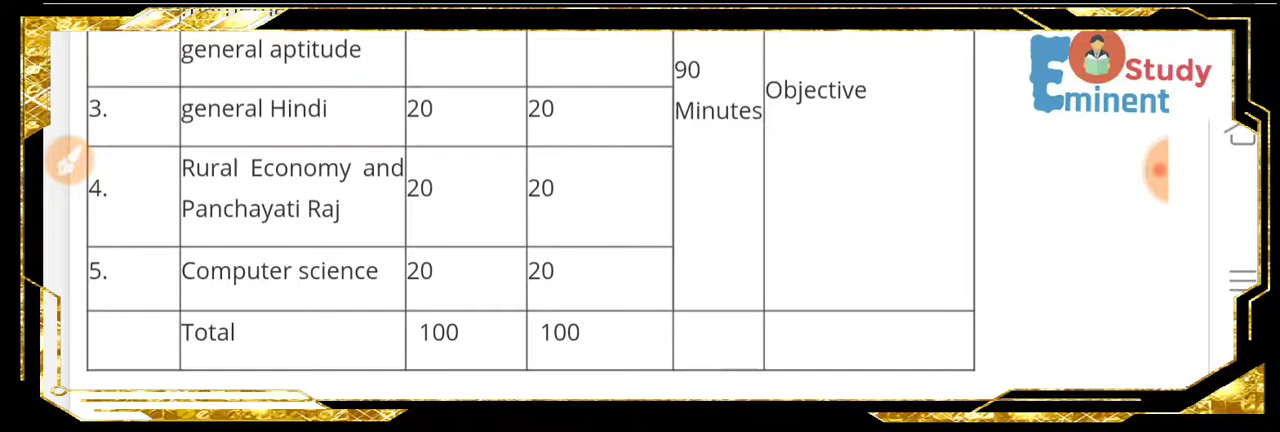 general aptitude
90
Minutes
Objective
3. general Hindi 20 20
4. Rural Economy and
Panchayati Raj 20 20
5. Computer science 20 20
Total 100 100
Study
Eminent